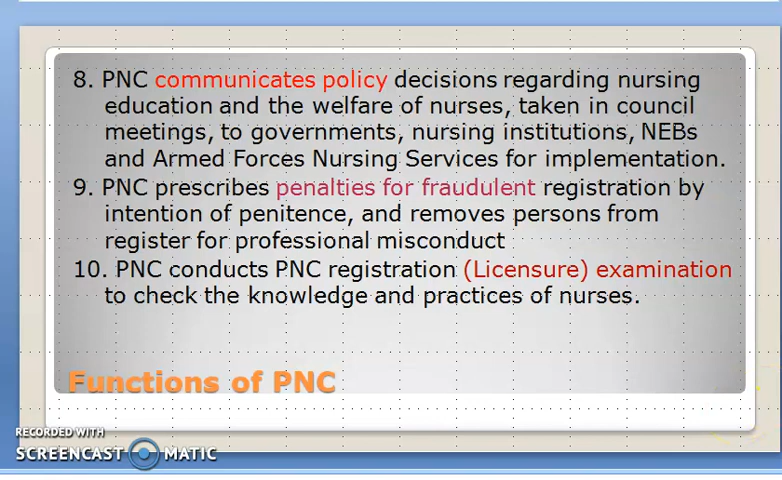 8. PNC communicates policy decisions regarding nursing
education and the welfare of nurses, taken in council
meetings, to governments, nursing institutions, NEBs
and Armed Forces Nursing Services for implementation.
9. PNC prescribes penalties for fraudulent registration by
intention of penitence, and removes persons from
register for professional misconduct
10. PNC conducts PNC registration (Licensure) examination
to check the knowledge and practices of nurses.
Functions of PNC
RECORDED WITH
SCREENCAST MATIC